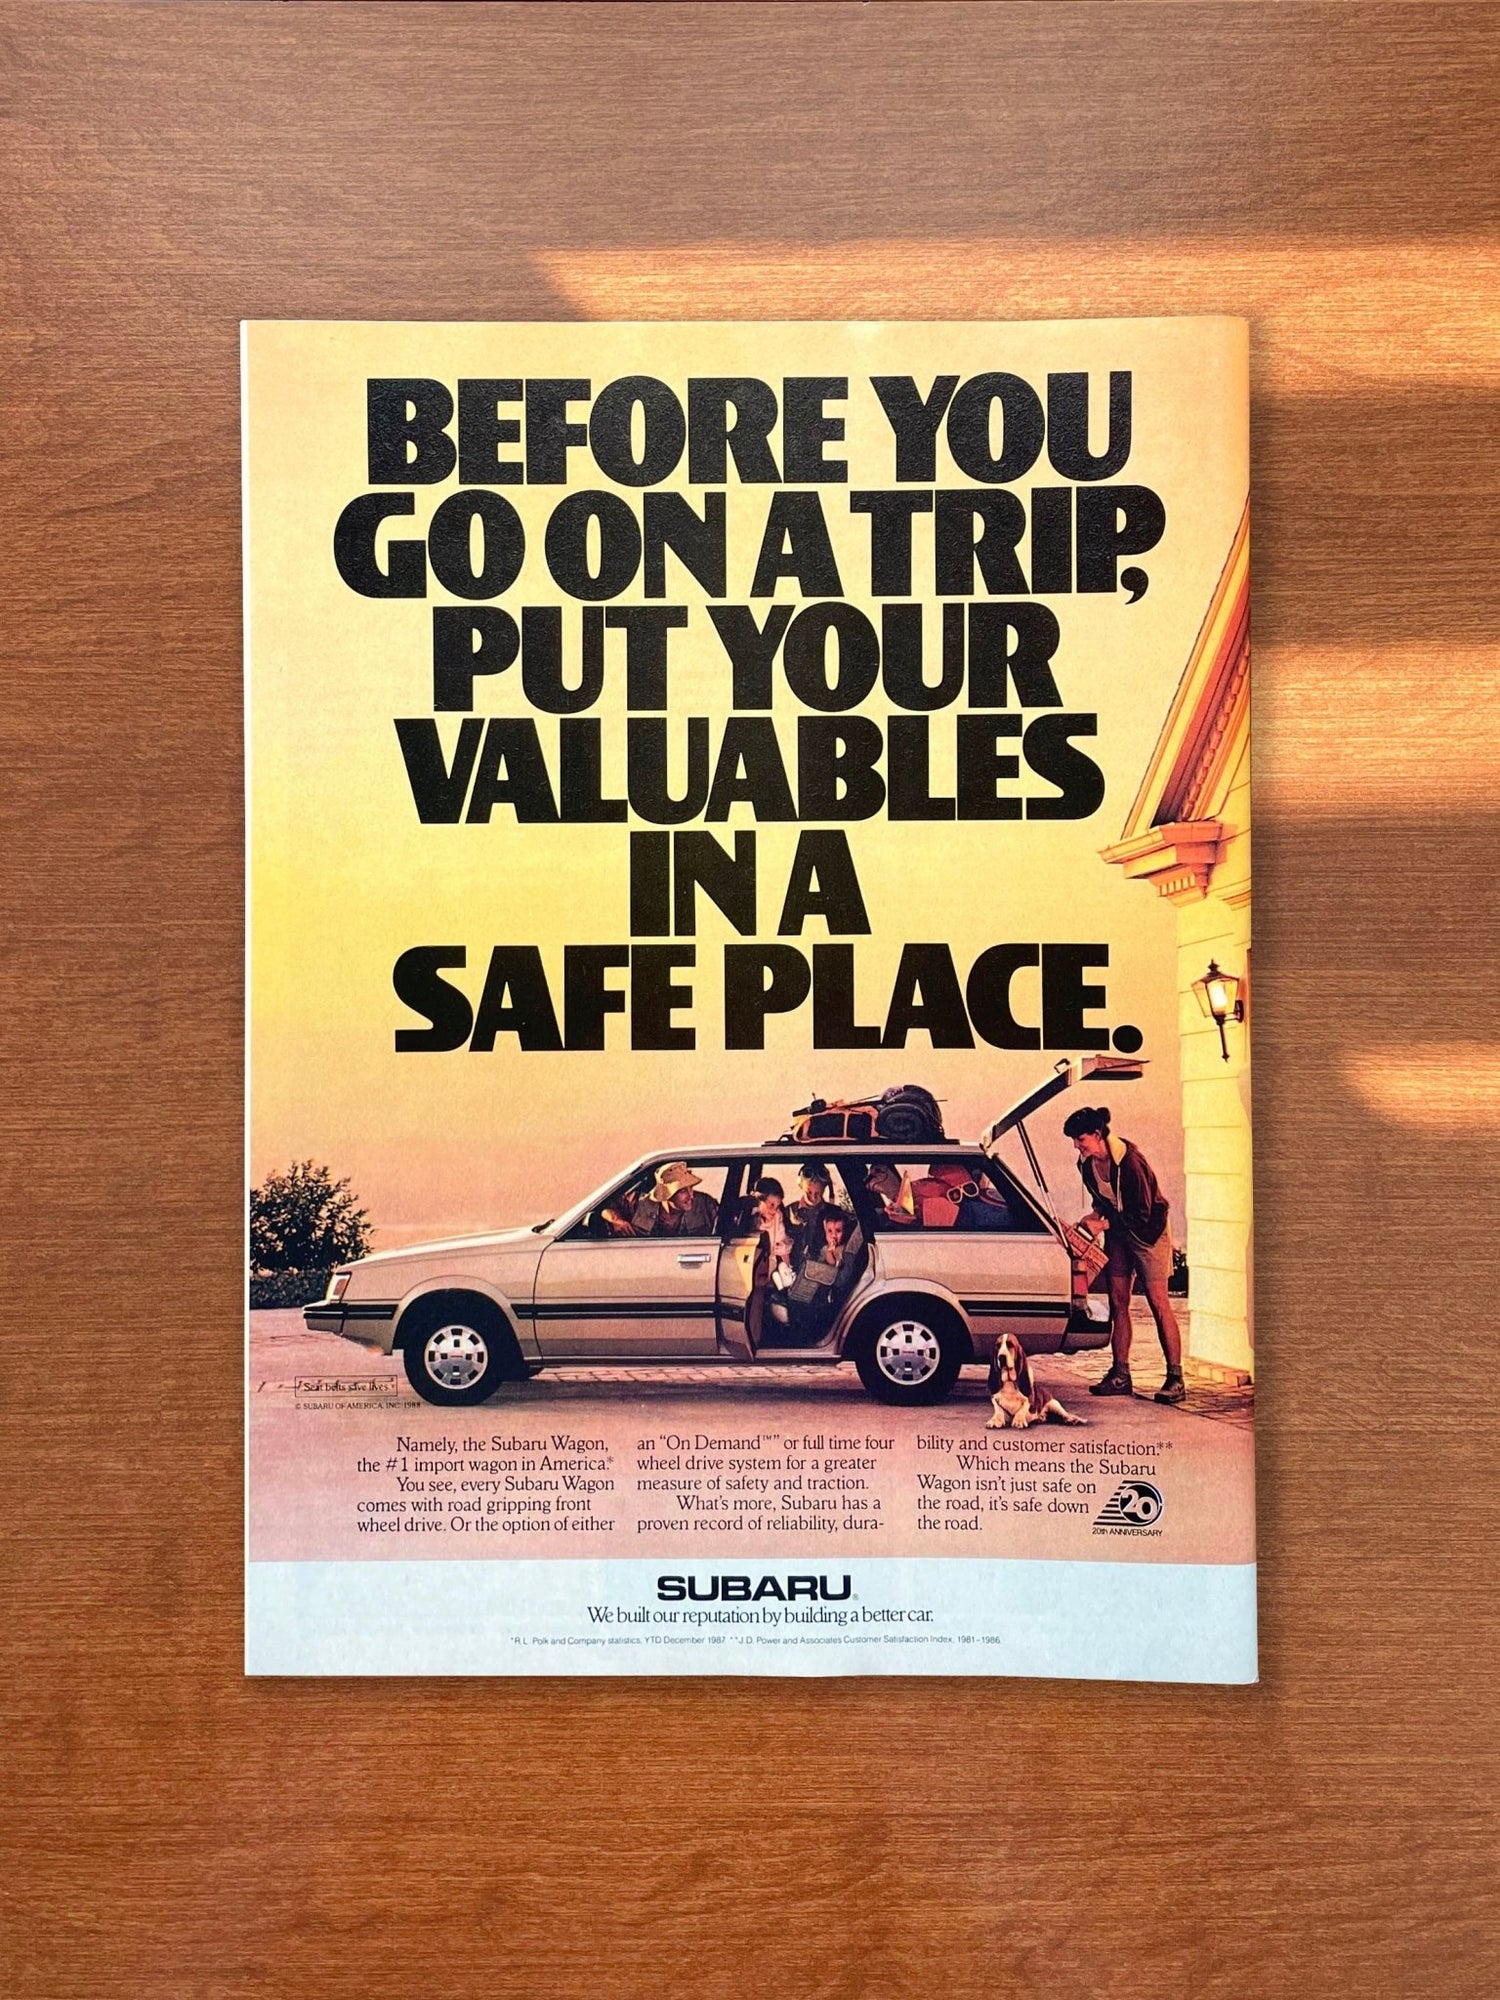 BEFORE YOU
GO ON A TRIP,
PUT YOUR
VALUABLES
IN A
SAFE PLACE.
Seat belts save lives
© SUBARU OF AMERICA, INC. 1988
Namely, the Subaru Wagon,
the #1 import wagon in America.*
You see, every Subaru Wagon
comes with road gripping front
wheel drive. Or the option of either
an “On Demand™” or full time four
wheel drive system for a greater
measure of safety and traction.
What's more, Subaru has a
proven record of reliability, dura-
bility and customer satisfaction.**
Which means the Subaru
Wagon isn't just safe on
the road, it's safe down
the road.
20
20th ANNIVERSARY
SUBARU®
We built our reputation by building a better car.
*R.L. Polk and Company statistics, YTD December 1987. **J.D. Power and Associates Customer Satisfaction Index, 1981-1986.